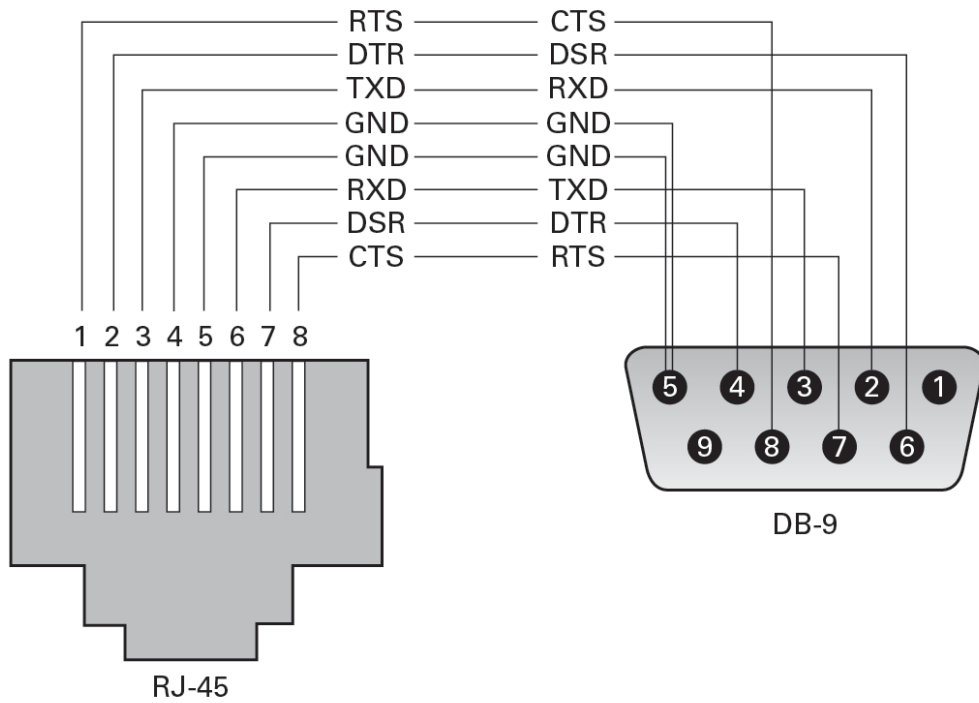 RTS CTS
DTR DSR
TXD RXD
GND GND
GND GND
RXD TXD
DSR DTR
CTS RTS
1 2 3 4 5 6 7 8
5 4 3 2 1
9 8 7 6
DB-9
RJ-45